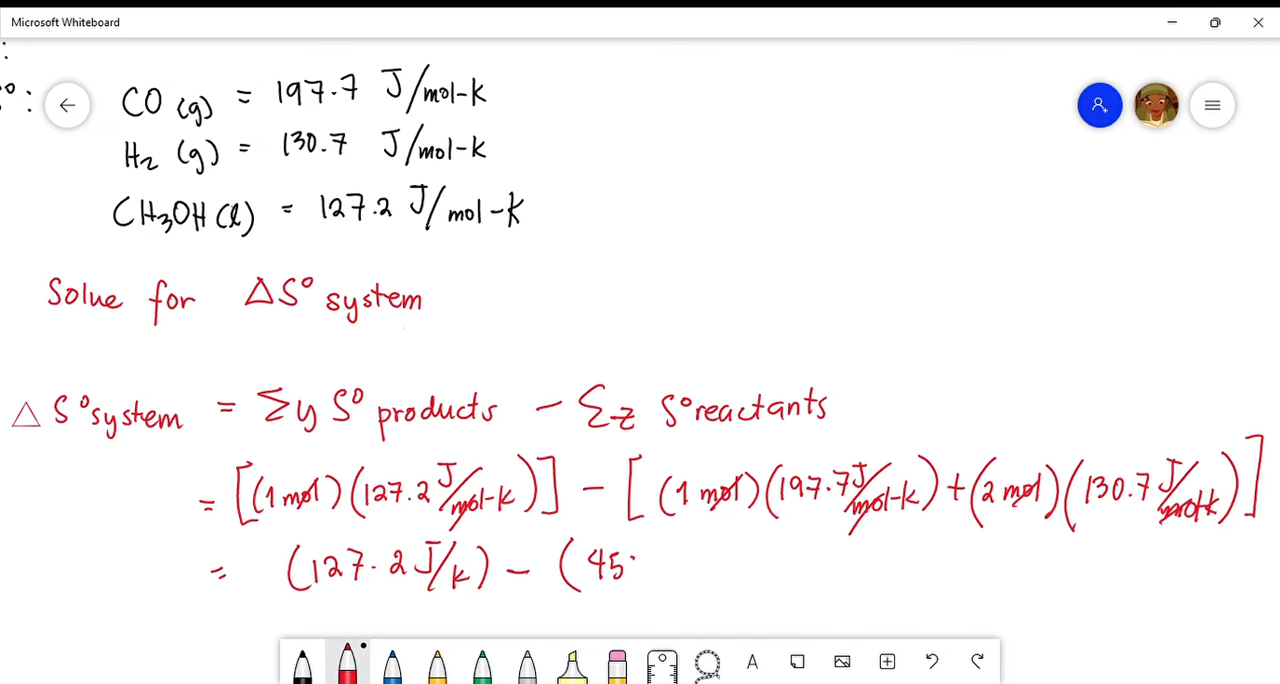 Microsoft Whiteboard
:
S°:
CO (g) = 197.7 J/mol-K
H₂ (g) = 130.7 J/mol-K
CH₃OH (l) = 127.2 J/mol-K
Solve for ΔS° system
ΔS°system = Σy S° products − Σz S°reactants
= [(1 mol)(127.2 J/mol-K)] − [(1 mol)(197.7 J/mol-K) + (2 mol)(130.7 J/mol-K)]
= (127.2 J/K) − (45
A